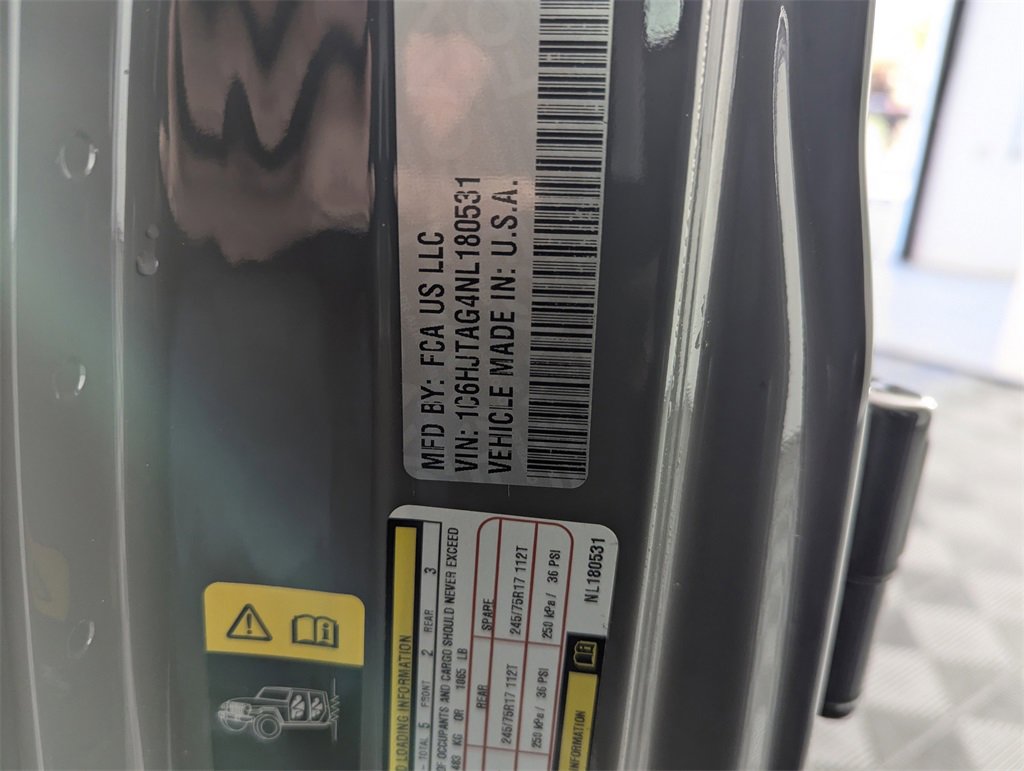 MFD BY: FCA US LLC
VIN: 1C6HJTAG4NL180531
VEHICLE MADE IN: U.S.A.
LOADING INFORMATION
TOTAL 5 FRONT 2 REAR 3
OF OCCUPANTS AND CARGO SHOULD NEVER EXCEED
483 KG OR 1065 LB
REAR SPARE
245/75R17 112T 245/75R17 112T
250 kPa / 36 PSI 250 kPa / 36 PSI
INFORMATION
NL180531